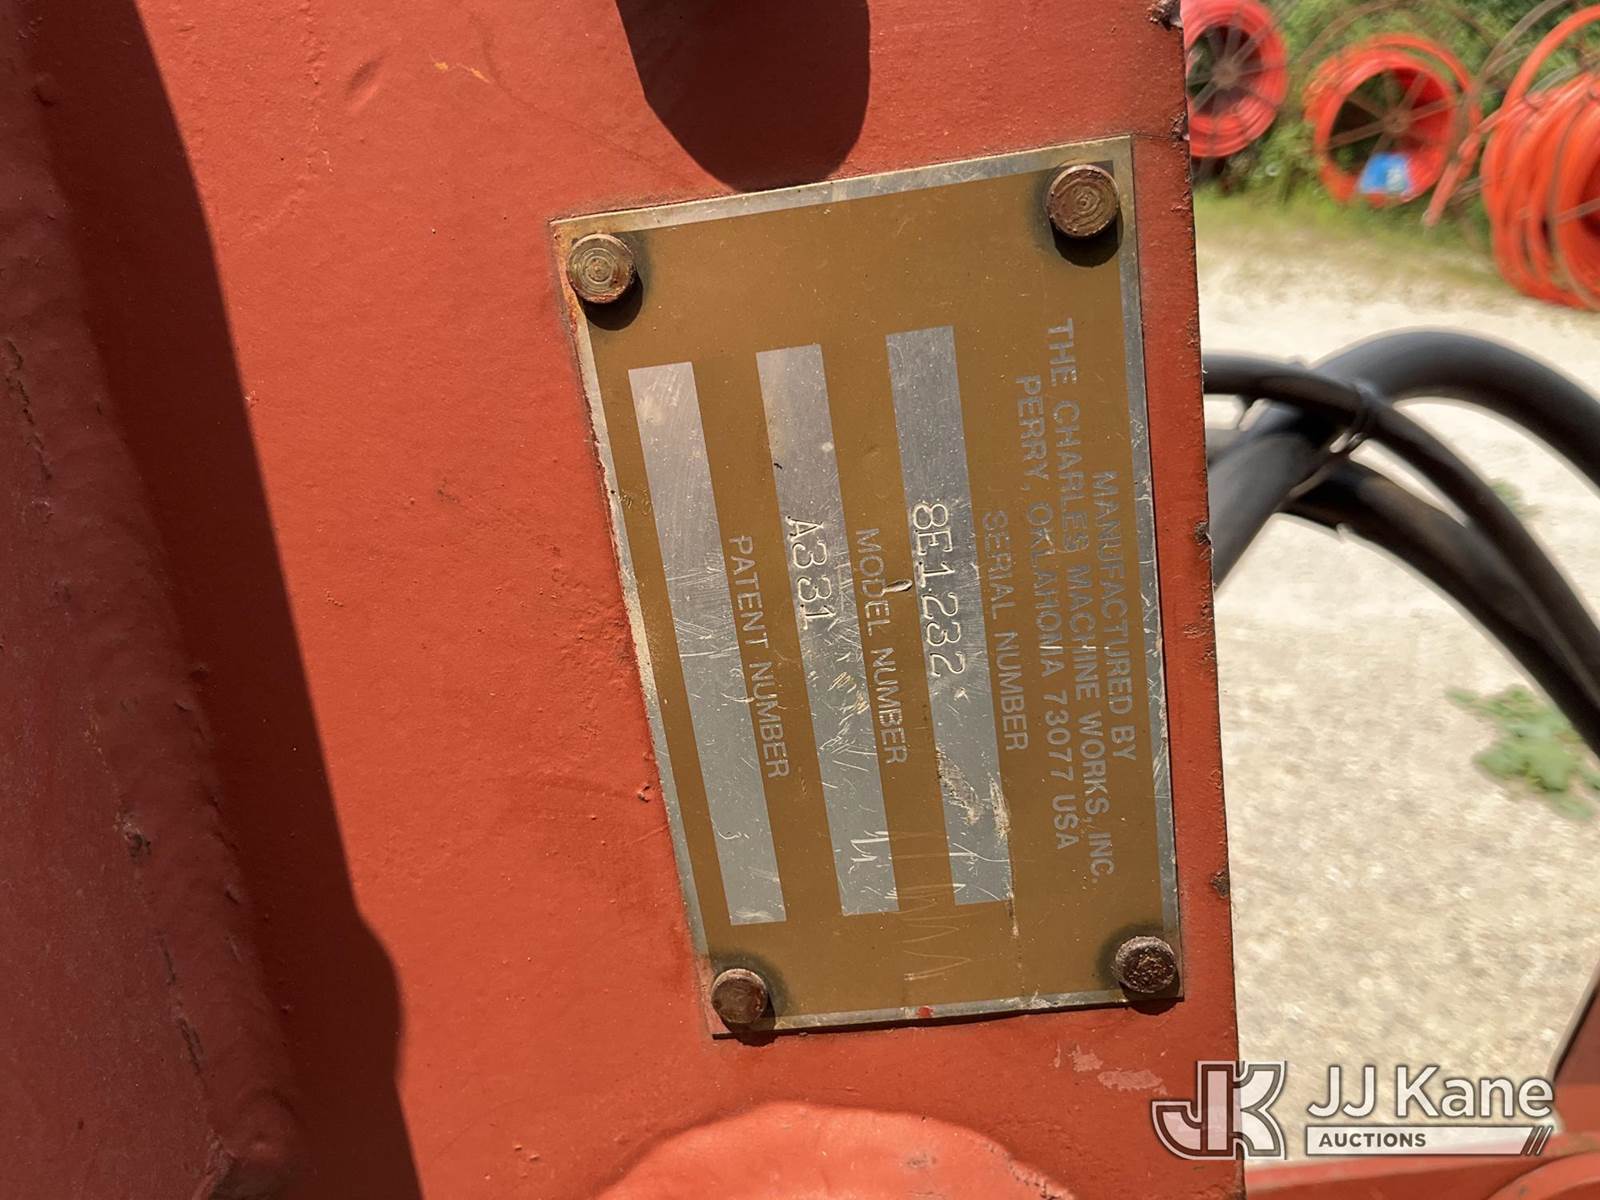 MANUFACTURED BY
THE CHARLES MACHINE WORKS, INC.
PERRY, OKLAHOMA 73077 USA
SERIAL NUMBER
8E1232
MODEL NUMBER
A331
PATENT NUMBER
JJ Kane
AUCTIONS